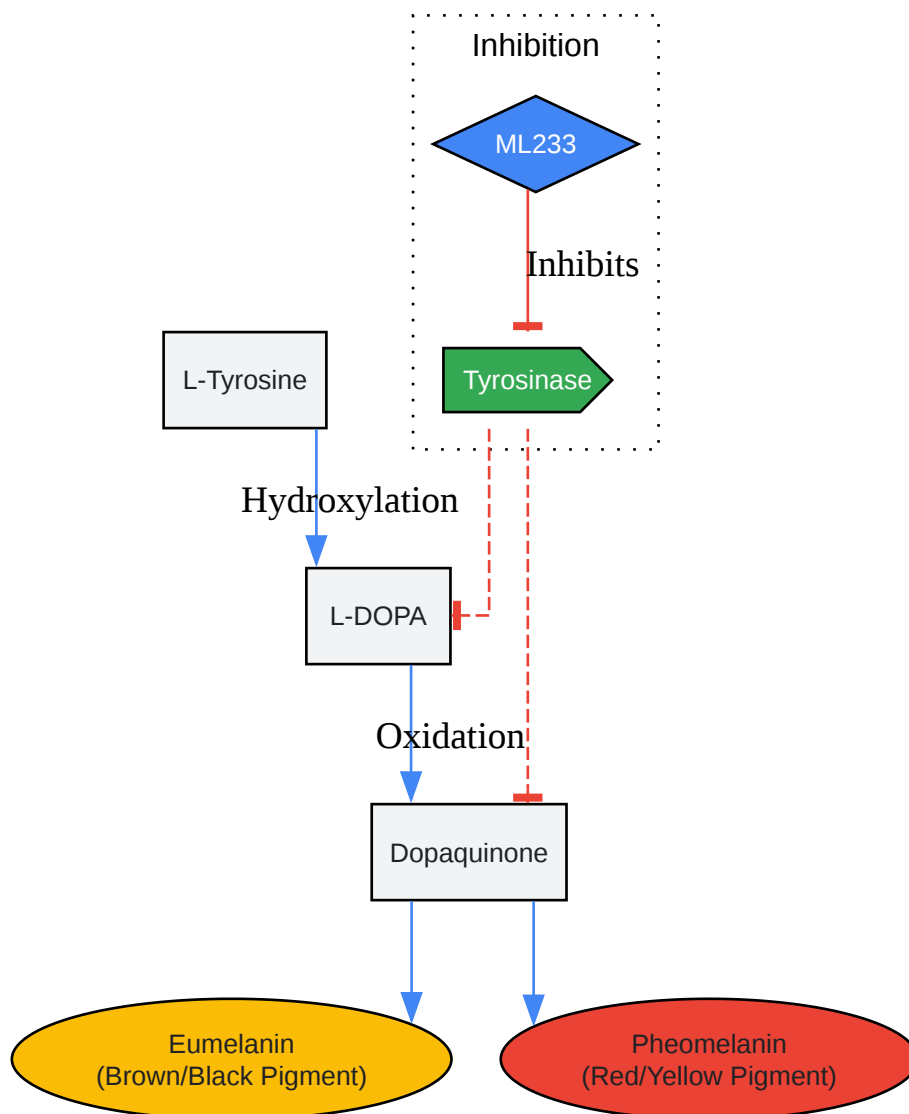 Inhibition
ML233
Inhibits
L-Tyrosine
Tyrosinase
Hydroxylation
L-DOPA
Oxidation
Dopaquinone
Eumelanin
(Brown/Black Pigment)
Pheomelanin
(Red/Yellow Pigment)